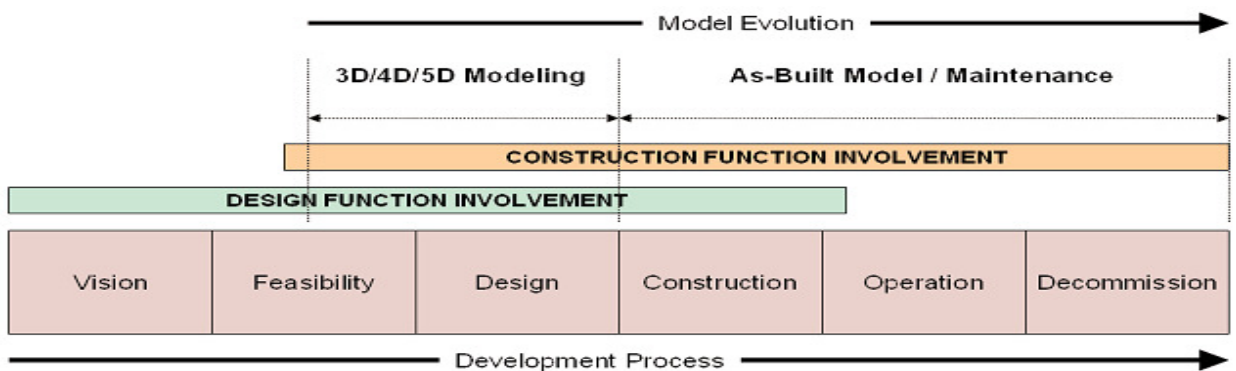 Model Evolution
3D/4D/5D Modeling
As-Built Model / Maintenance
CONSTRUCTION FUNCTION INVOLVEMENT
DESIGN FUNCTION INVOLVEMENT
Vision
Feasibility
Design
Construction
Operation
Decommission
Development Process